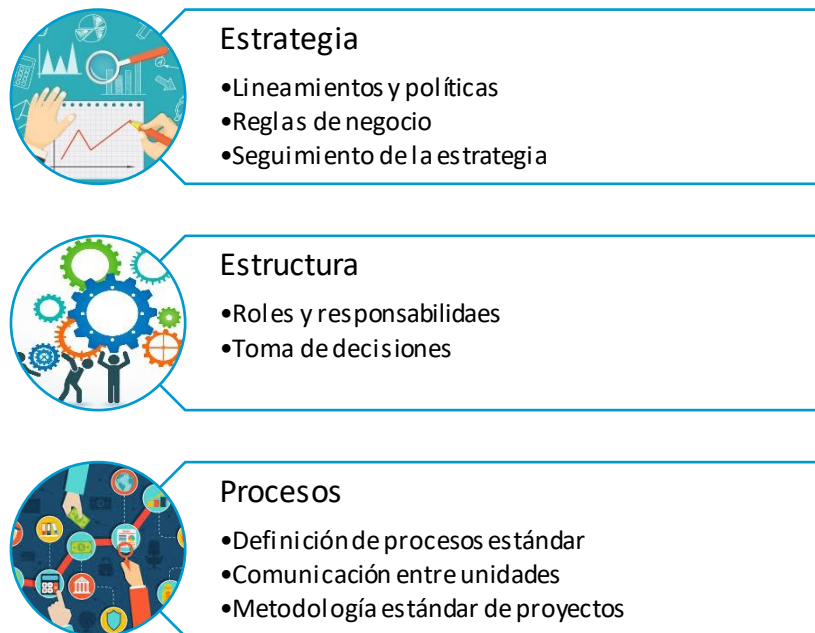 Estrategia
•Lineamientos y políticas
•Reglas de negocio
•Seguimiento de la estrategia
Estructura
•Roles y responsabilidaes
•Toma de decisiones
Procesos
•Definición de procesos estándar
•Comunicación entre unidades
•Metodología estándar de proyectos